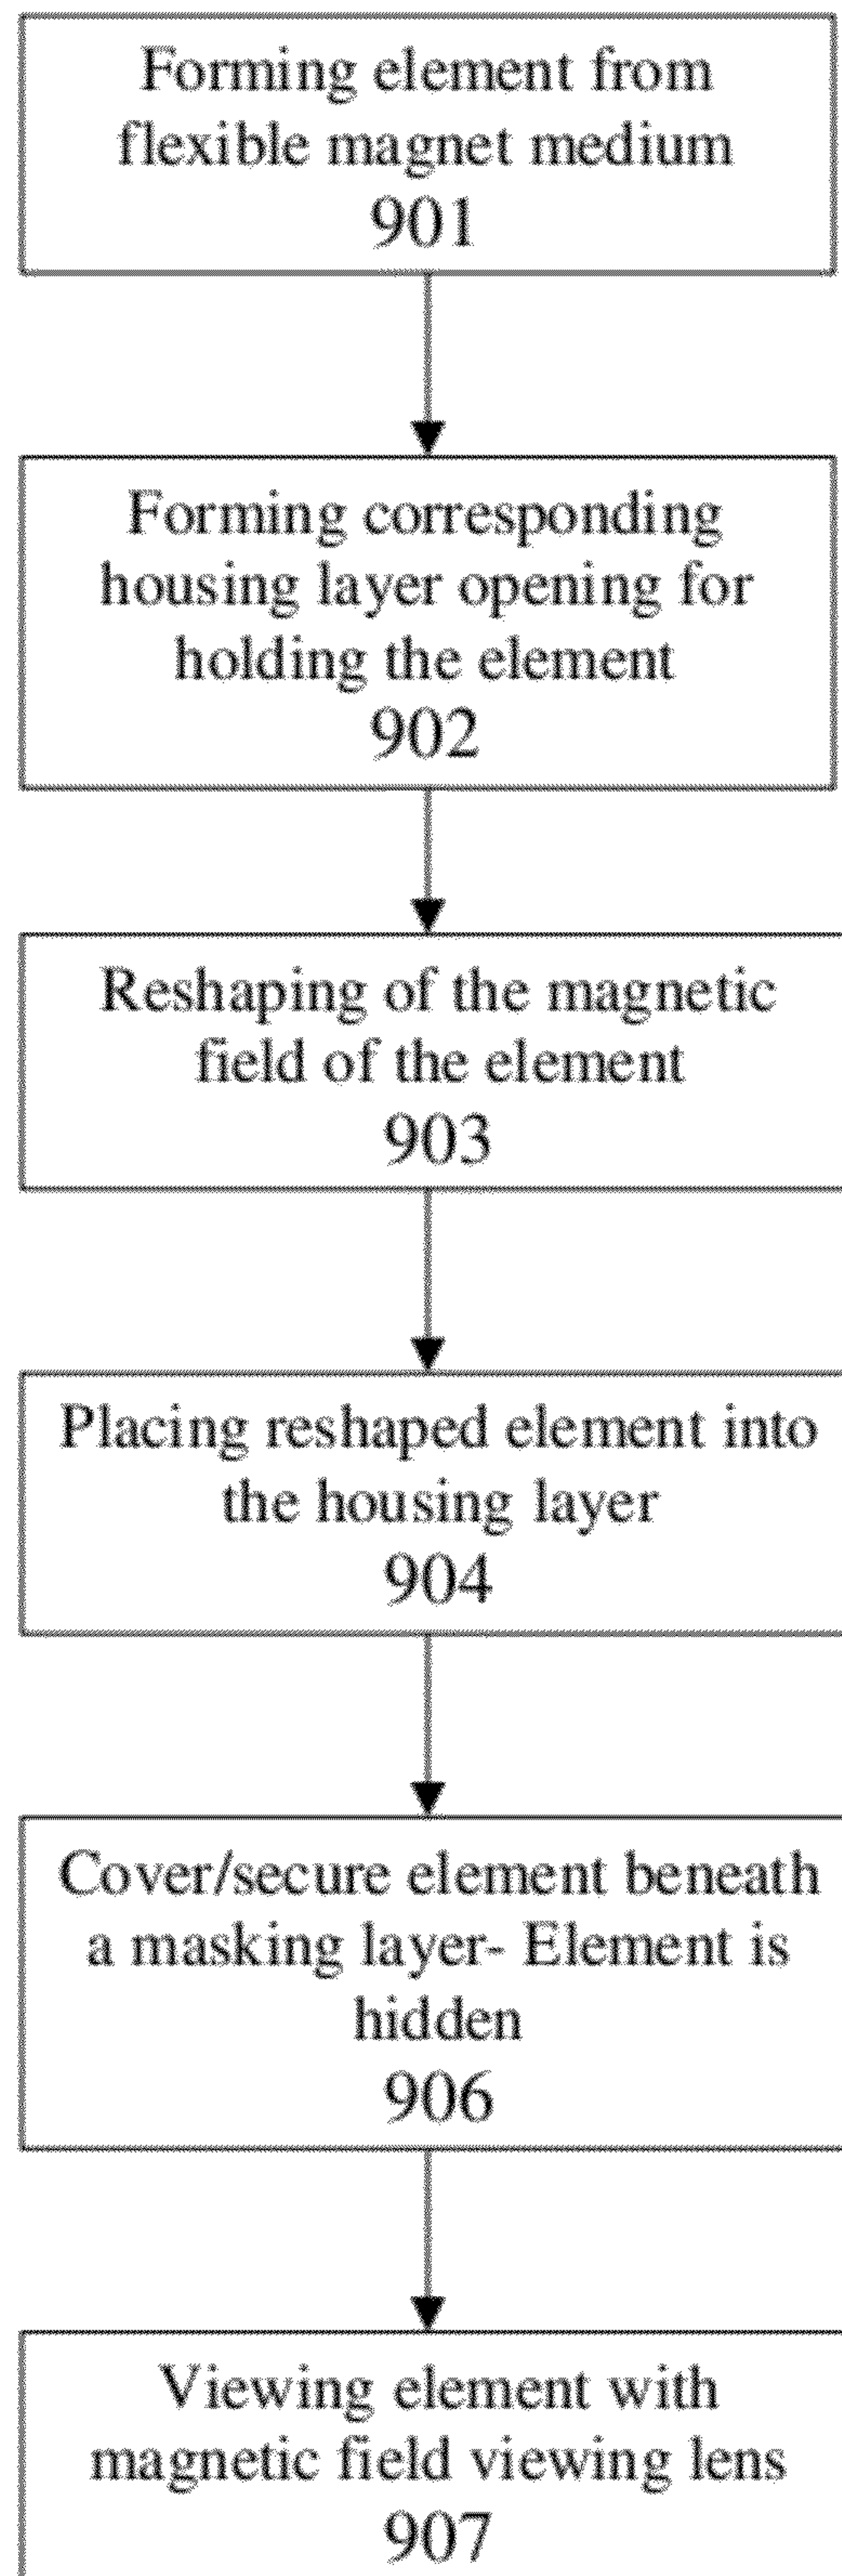 Forming element from
flexible magnet medium
901
Forming corresponding
housing layer opening for
holding the element
902
Reshaping of the magnetic
field of the element
903
Placing reshaped element into
the housing layer
904
Cover/secure element beneath
a masking layer- Element is
hidden
906
Viewing element with
magnetic field viewing lens
907